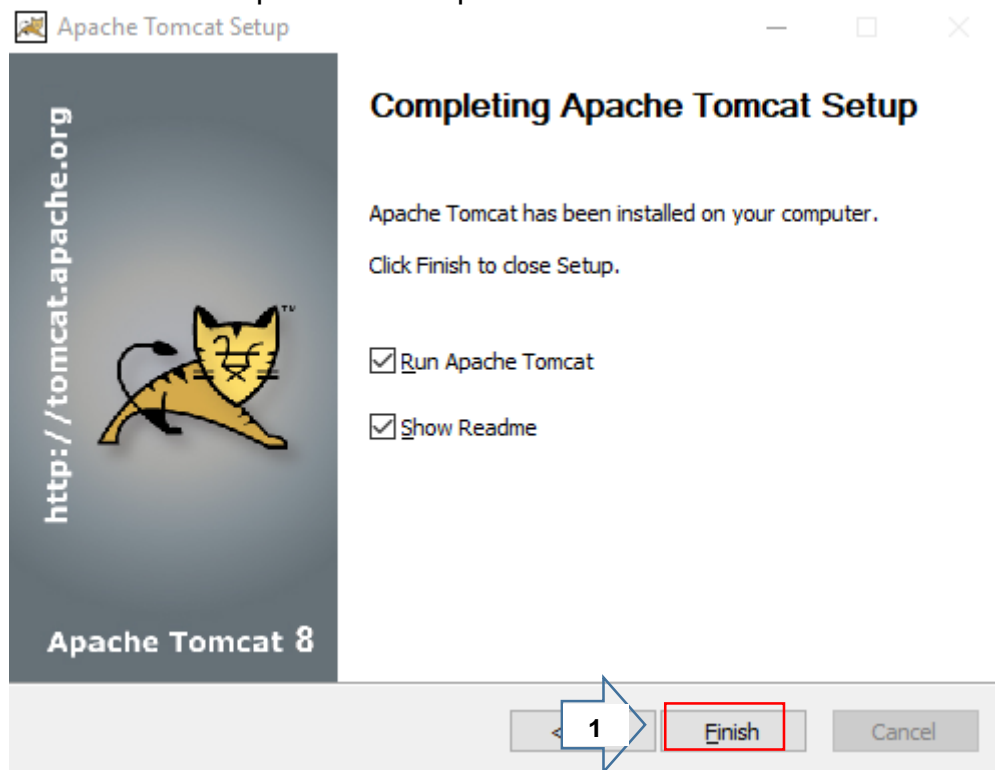 Apache Tomcat Setup
http://tomcat.apache.org
Completing Apache Tomcat Setup
Apache Tomcat has been installed on your computer.
Click Finish to close Setup.
Run Apache Tomcat
Show Readme
TM
Apache Tomcat 8
<
1
Finish
Cancel